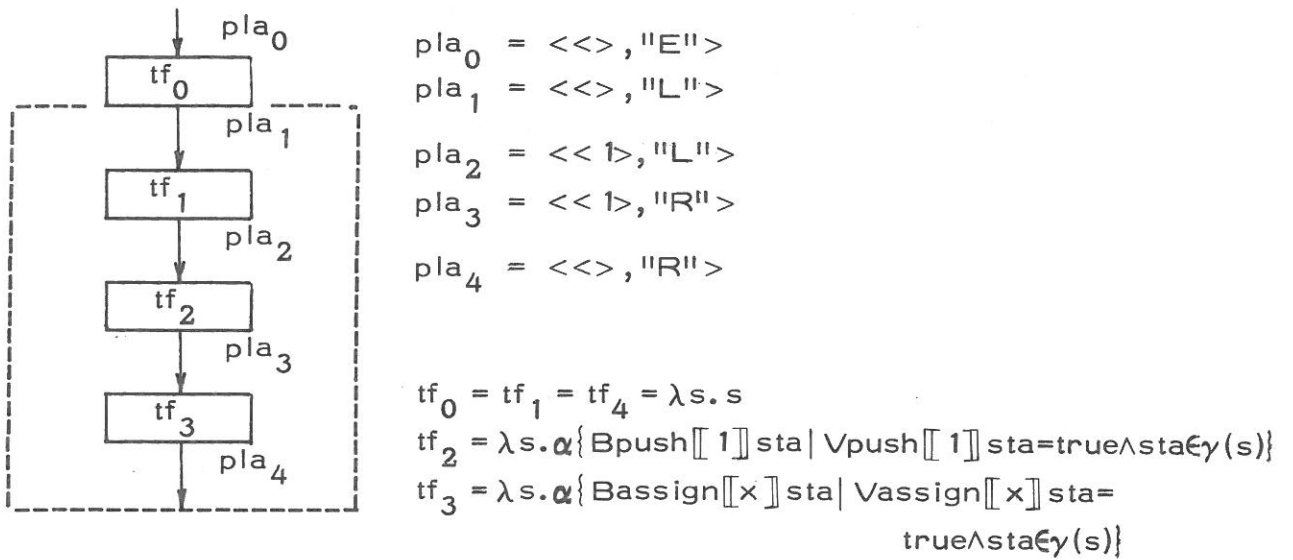 pla₀
tf₀
pla₁
tf₁
pla₂
tf₂
pla₃
tf₃
pla₄
pla₀ = <<>,"E">
pla₁ = <<>,"L">
pla₂ = << 1>,"L">
pla₃ = << 1>,"R">
pla₄ = <<>,"R">
tf₀ = tf₁ = tf₄ = λs.s
tf₂ = λs.α{Bpush⟦1⟧sta| Vpush⟦1⟧sta=true∧sta∈γ(s)}
tf₃ = λs.α{Bassign⟦x⟧sta| Vassign⟦x⟧sta=
true∧sta∈γ(s)}